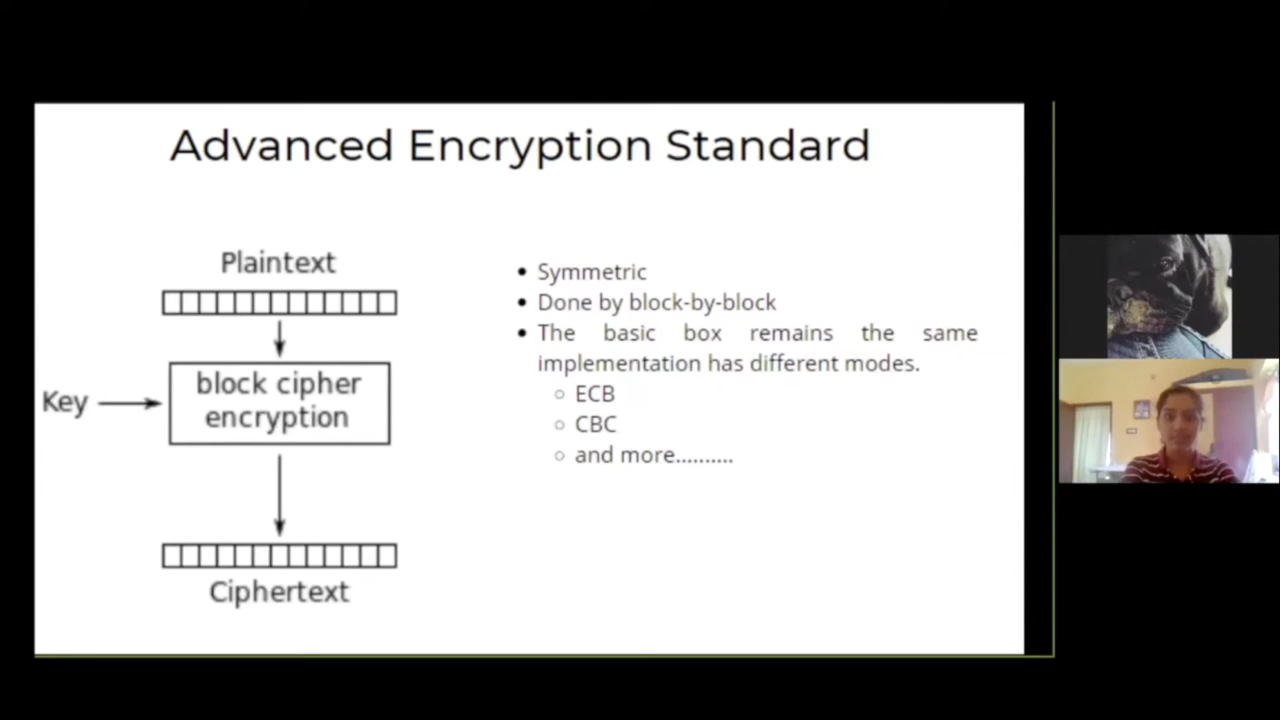 Advanced Encryption Standard
Plaintext
Key
block cipher
encryption
Ciphertext
• Symmetric
• Done by block-by-block
• The basic box remains the same
implementation has different modes.
○ ECB
○ CBC
○ and more..........